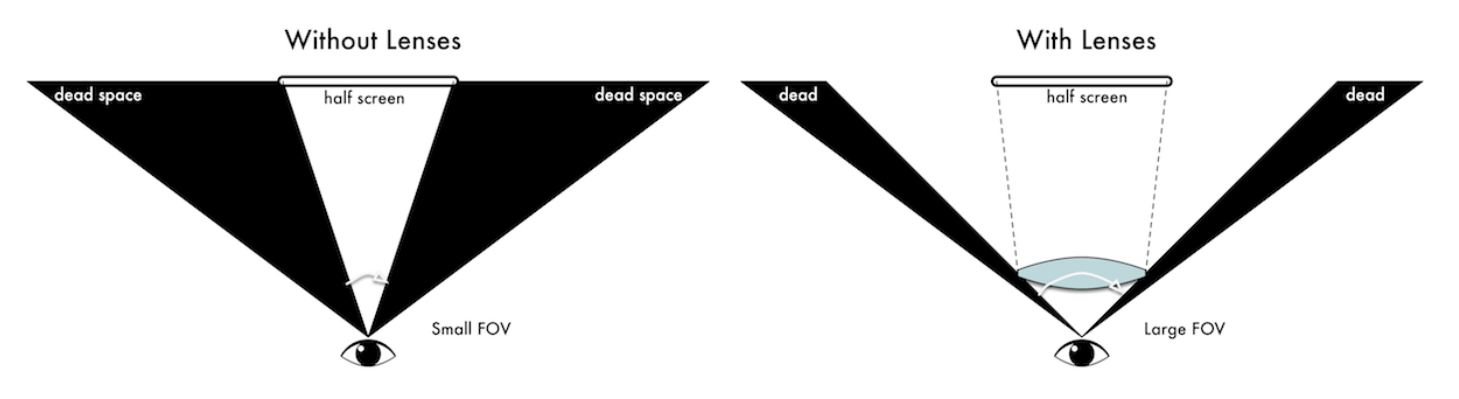 Without Lenses
dead space
half screen
dead space
Small FOV
With Lenses
dead
half screen
dead
Large FOV